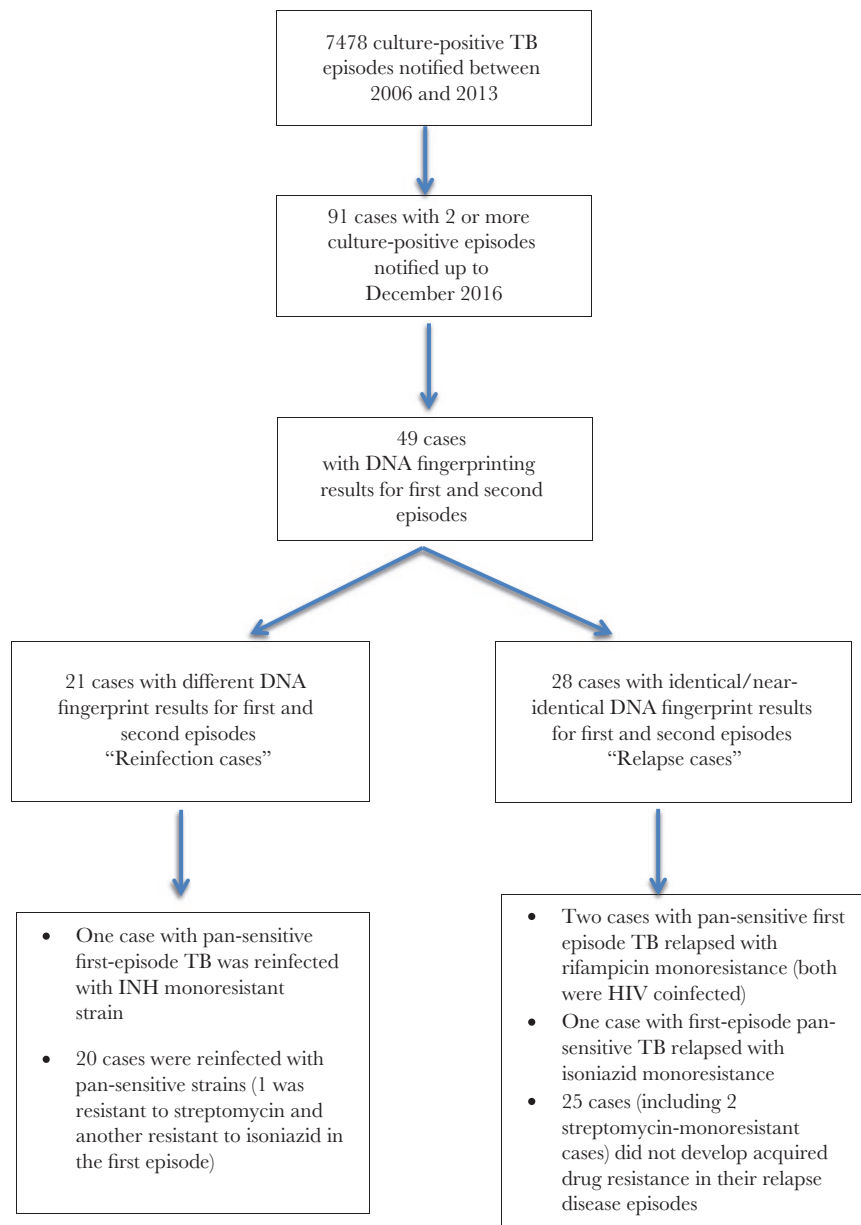 7478 culture-positive TB
episodes notified between
2006 and 2013
91 cases with 2 or more
culture-positive episodes
notified up to
December 2016
49 cases
with DNA fingerprinting
results for first and second
episodes
21 cases with different DNA
fingerprint results for first and
second episodes
“Reinfection cases”
28 cases with identical/near-
identical DNA fingerprint results
for first and second episodes
“Relapse cases”
• One case with pan-sensitive
first-episode TB was reinfected
with INH monoresistant
strain
• 20 cases were reinfected with
pan-sensitive strains (1 was
resistant to streptomycin and
another resistant to isoniazid in
the first episode)
• Two cases with pan-sensitive first
episode TB relapsed with
rifampicin monoresistance (both
were HIV coinfected)
• One case with first-episode pan-
sensitive TB relapsed with
isoniazid monoresistance
• 25 cases (including 2
streptomycin-monoresistant
cases) did not develop acquired
drug resistance in their relapse
disease episodes